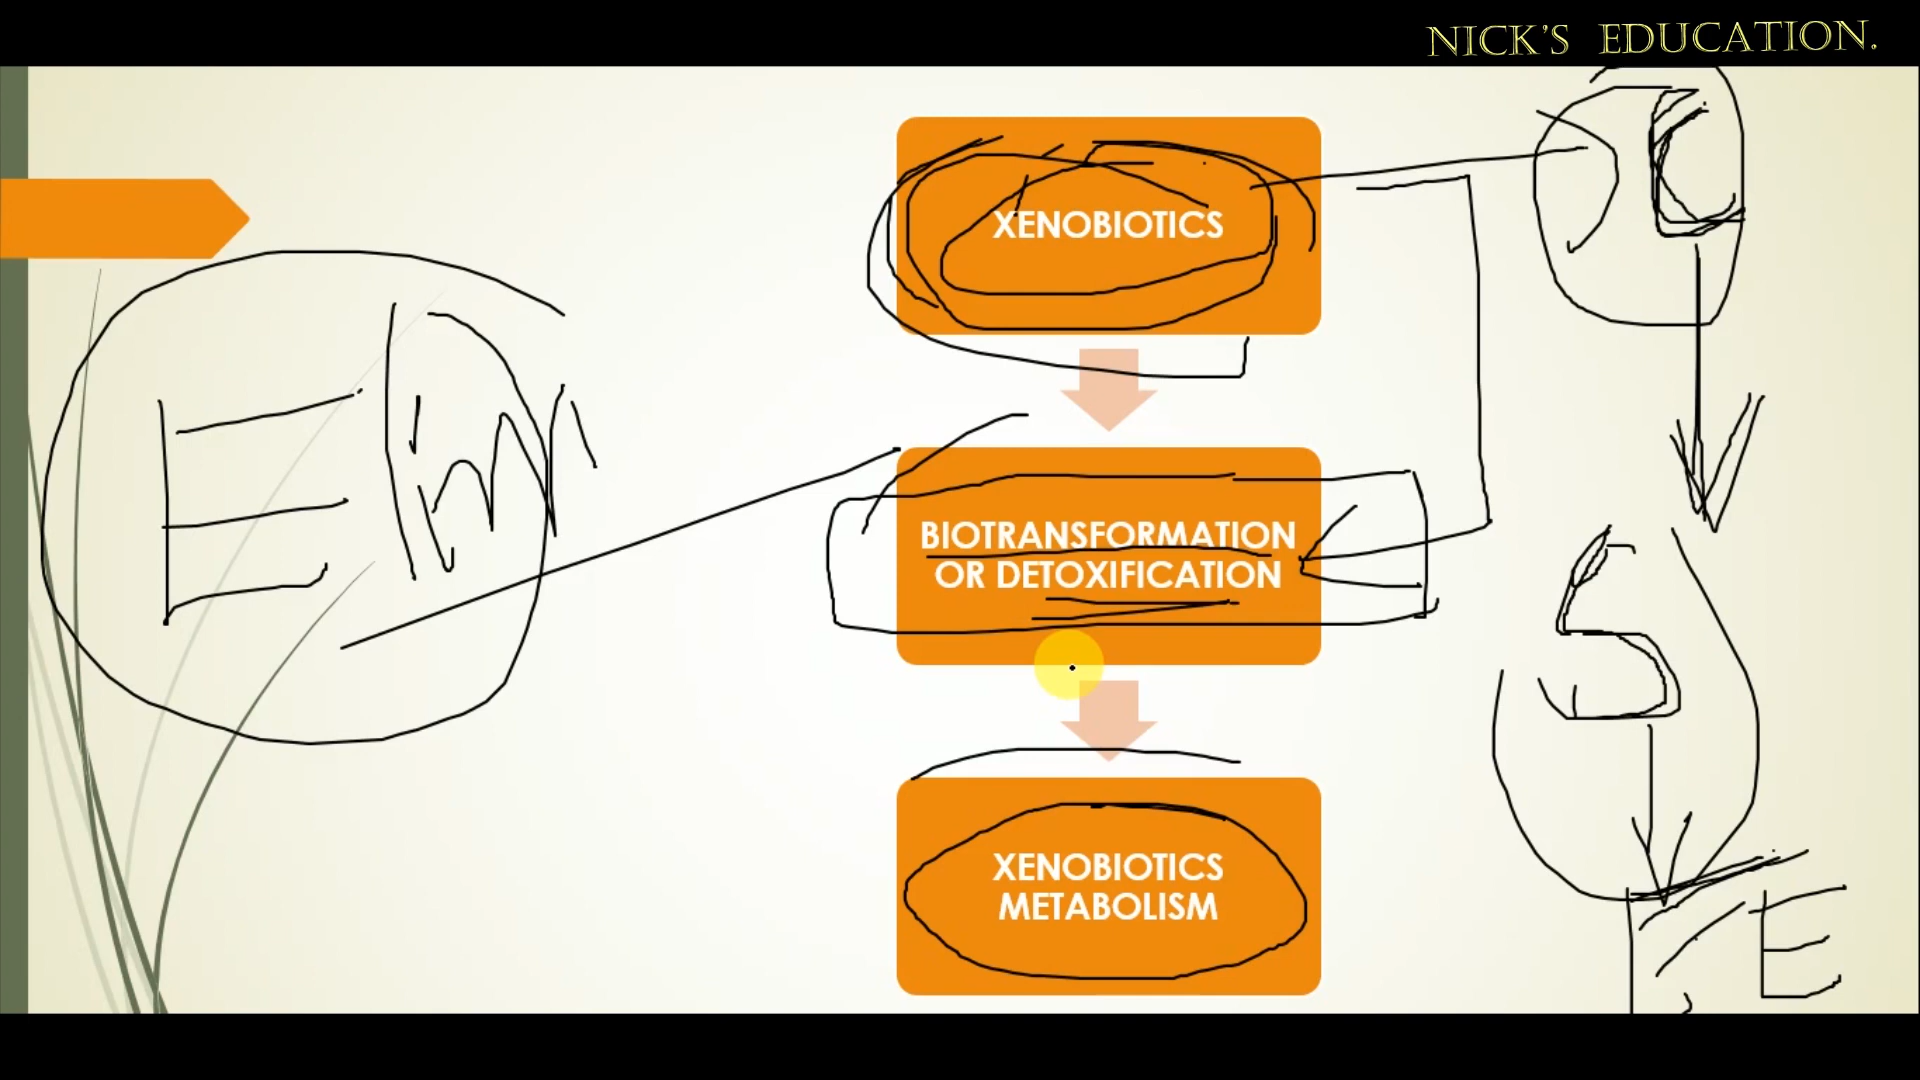 NICK'S EDUCATION.
XENOBIOTICS
BIOTRANSFORMATION
OR DETOXIFICATION
XENOBIOTICS
METABOLISM